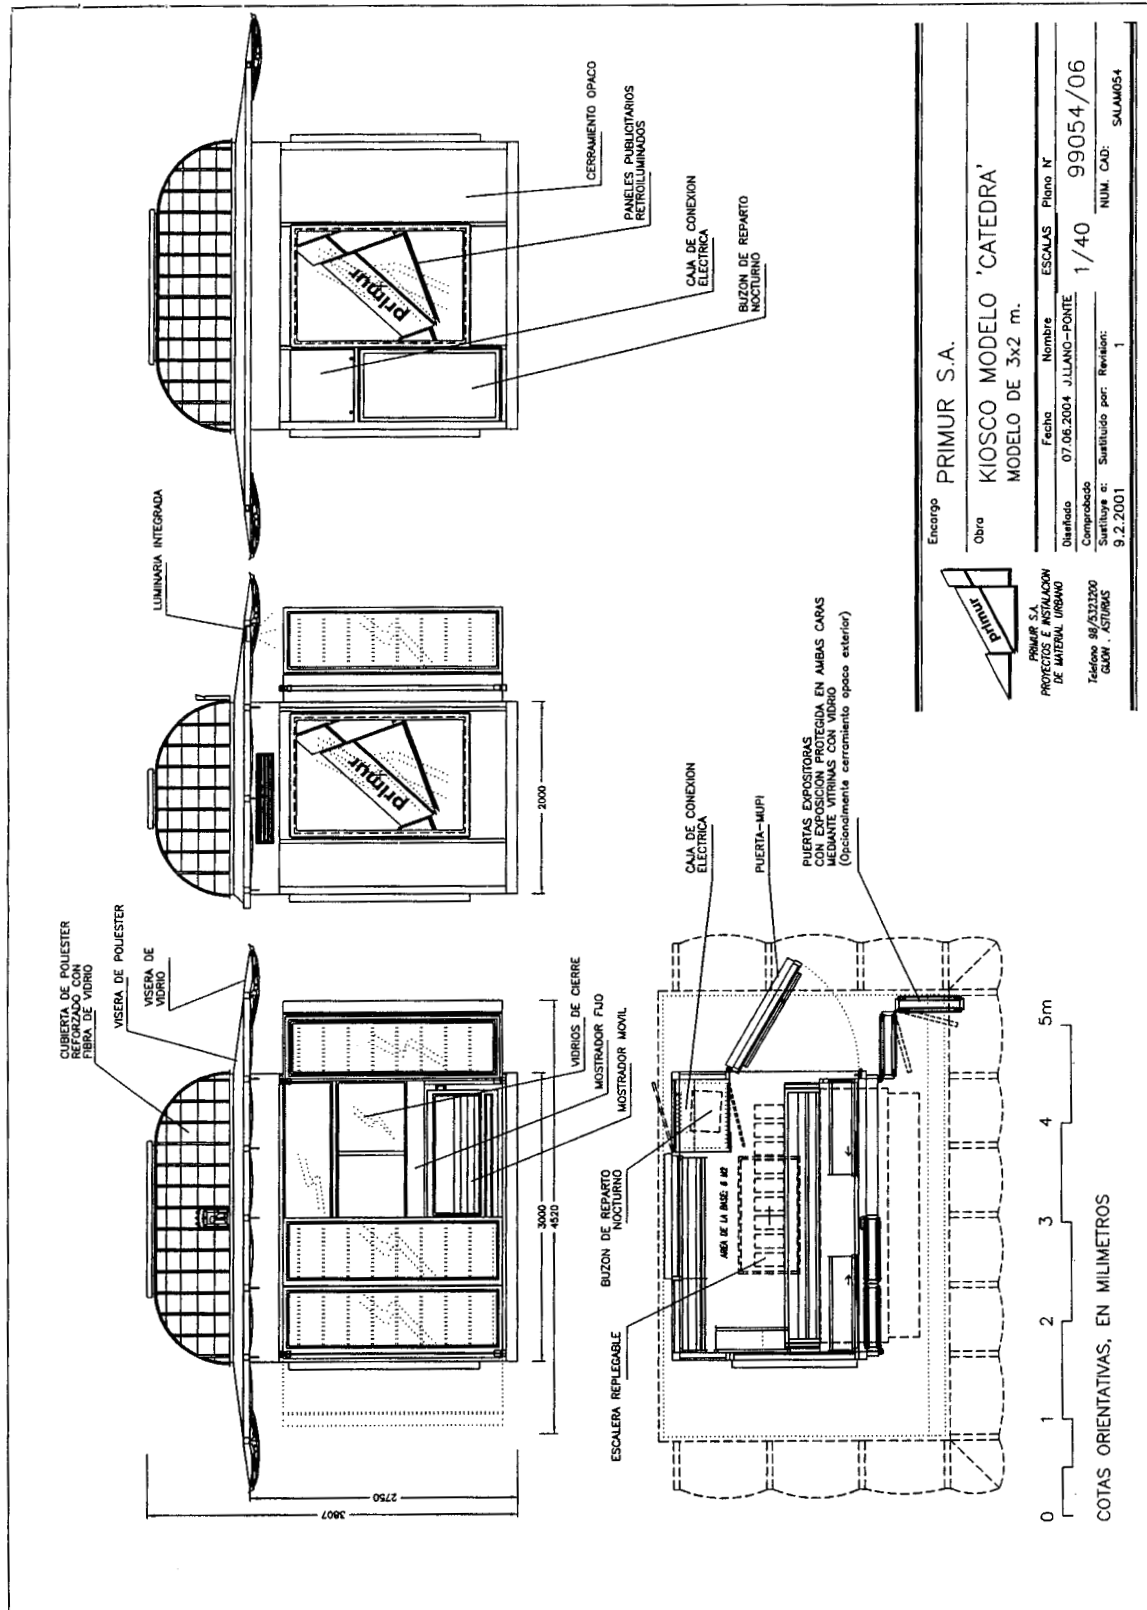 CUBIERTA DE POLIESTER
REFORZADO CON
FIBRA DE VIDRIO
VISERA DE POLIESTER
VISERA DE
VIDRIO
LUMINARIA INTEGRADA
3807
2750
VIDRIOS DE CIERRE
MOSTRADOR FIJO
MOSTRADOR MOVIL
3000
4520
primur
2000
primur
CERRAMIENTO OPACO
PANELES PUBLICITARIOS
RETROILUMINADOS
CAJA DE CONEXION
ELECTRICA
BUZON DE REPARTO
NOCTURNO
ESCALERA REPLEGABLE
BUZON DE REPARTO
NOCTURNO
AREA DE LA BASE: 6 M2
CAJA DE CONEXION
ELECTRICA
PUERTA-MUPI
PUERTAS EXPOSITORAS
CON EXPOSICION PROTEGIDA EN AMBAS CARAS
MEDIANTE VITRINAS CON VIDRIO
(Opcionalmente cerramiento opaco exterior)
0 1 2 3 4 5m
COTAS ORIENTATIVAS, EN MILIMETROS
Encargo PRIMUR S.A.
Obra KIOSCO MODELO 'CATEDRA'
MODELO DE 3x2 m.
primur
PRIMUR S.A.
PROYECTOS E INSTALACION
DE MATERIAL URBANO
Telefono 98/5323200
GIJON . ASTURIAS
Fecha Nombre ESCALAS Plano Nº
Diseñado 07.06.2004 J.LLANO-PONTE 1/40 99054/06
Comprobado
Sustituye a: Sustituido por: Revision: NUM. CAD:
9.2.2001 1 SALAM054